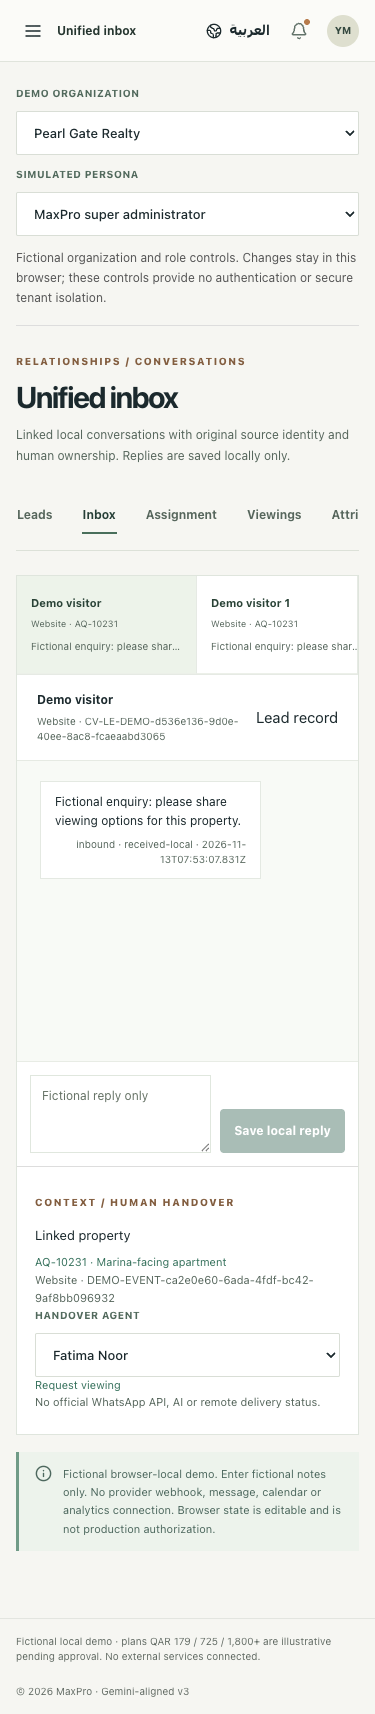 Unified inbox
العربية
YM
DEMO ORGANIZATION
Pearl Gate Realty
SIMULATED PERSONA
MaxPro super administrator
Fictional organization and role controls. Changes stay in this
browser; these controls provide no authentication or secure
tenant isolation.
RELATIONSHIPS / CONVERSATIONS
Unified inbox
Linked local conversations with original source identity and
human ownership. Replies are saved locally only.
Leads Inbox Assignment Viewings Attri
Demo visitor
Website · AQ-10231
Fictional enquiry: please shar...
Demo visitor 1
Website · AQ-10231
Fictional enquiry: please shar...
Demo visitor
Website · CV-LE-DEMO-d536e136-9d0e-
40ee-8ac8-fcaeaabd3065
Lead record
Fictional enquiry: please share
viewing options for this property.
inbound · received-local · 2026-11-
13T07:53:07.831Z
Fictional reply only
Save local reply
CONTEXT / HUMAN HANDOVER
Linked property
AQ-10231 · Marina-facing apartment
Website · DEMO-EVENT-ca2e0e60-6ada-4fdf-bc42-
9af8bb096932
HANDOVER AGENT
Fatima Noor
Request viewing
No official WhatsApp API, AI or remote delivery status.
Fictional browser-local demo. Enter fictional notes
only. No provider webhook, message, calendar or
analytics connection. Browser state is editable and is
not production authorization.
Fictional local demo · plans QAR 179 / 725 / 1,800+ are illustrative
pending approval. No external services connected.
© 2026 MaxPro · Gemini-aligned v3